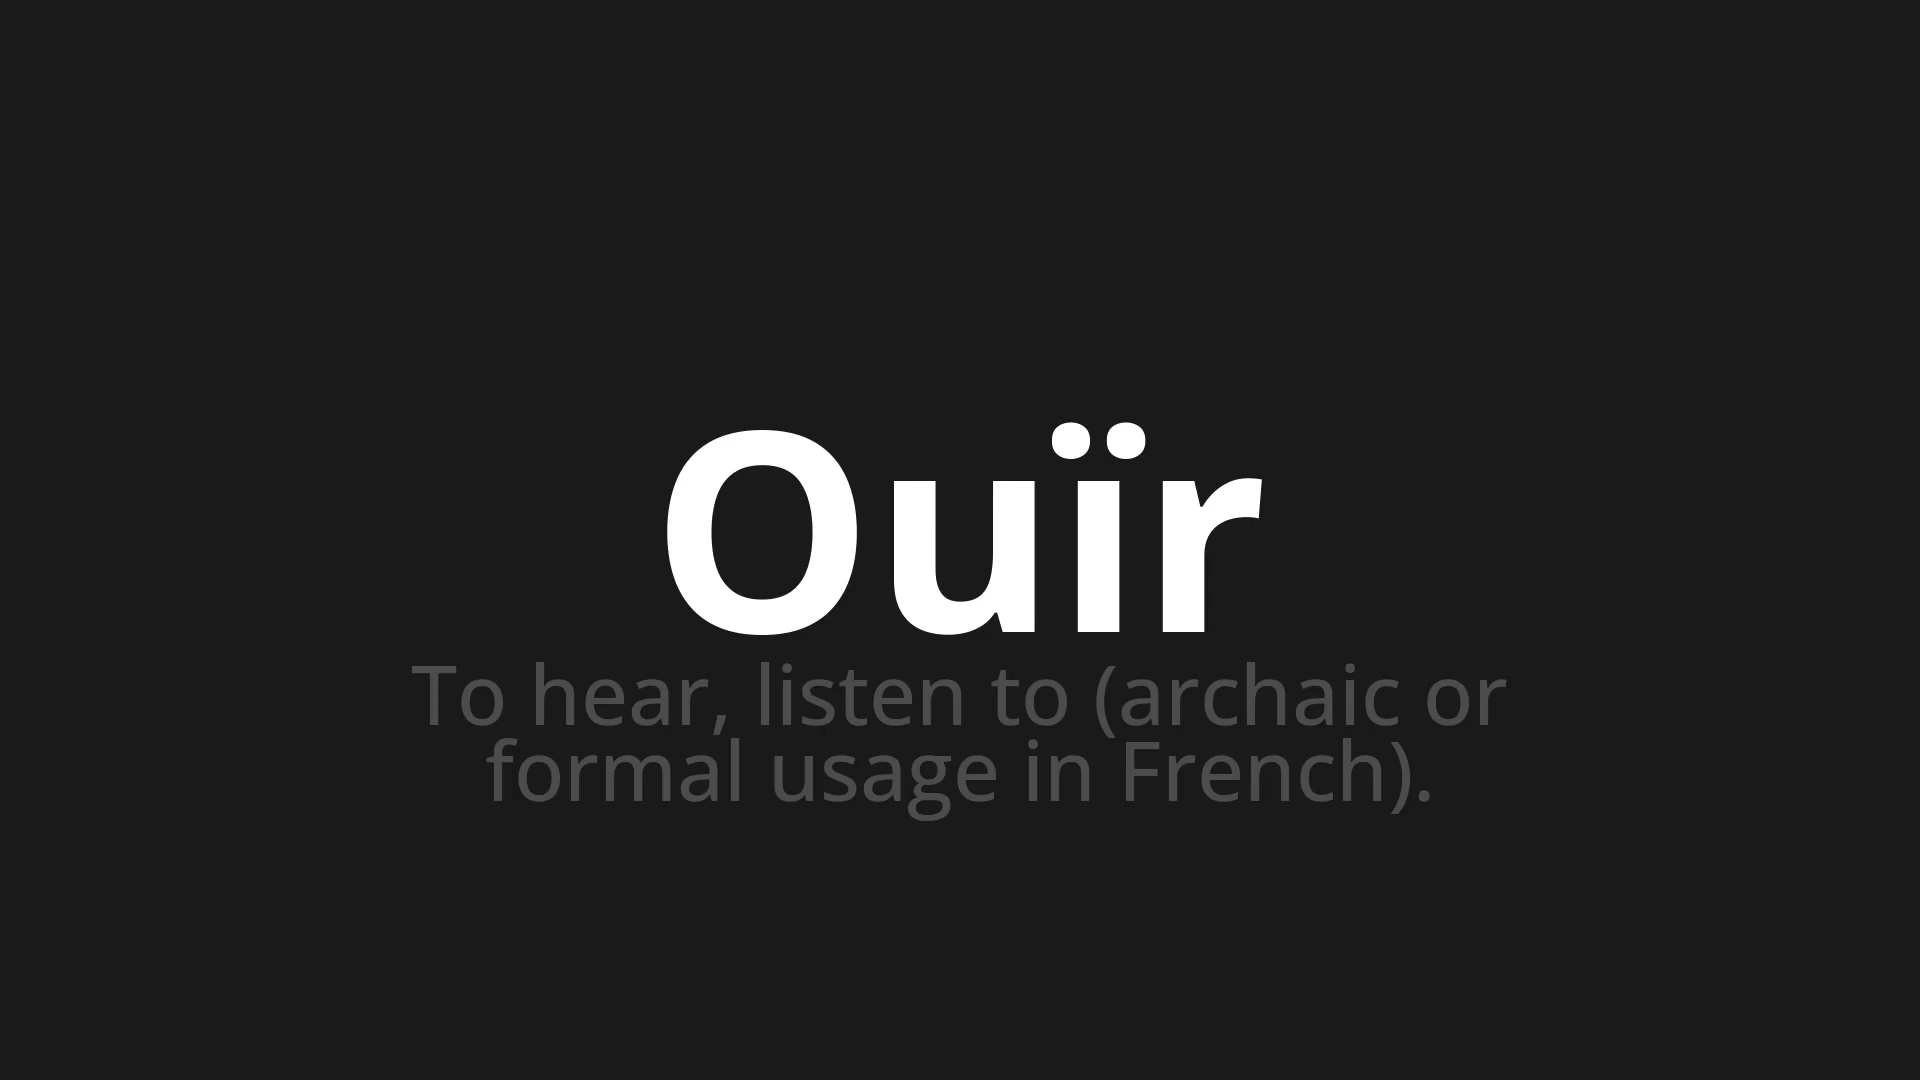 Ouïr
To hear, listen to (archaic or
formal usage in French).